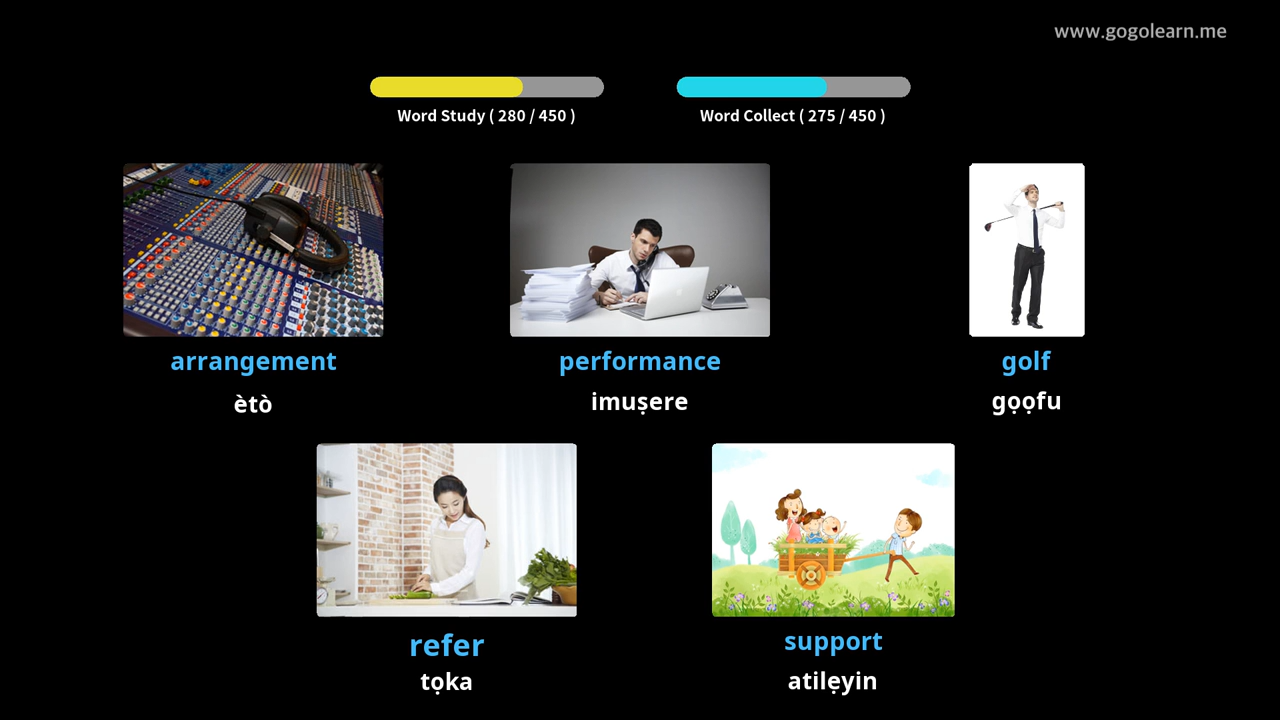 www.gogolearn.me
Word Study ( 280 / 450 )
Word Collect ( 275 / 450 )
arrangement
ètò
performance
imuṣere
golf
gọọfu
refer
tọka
support
atilẹyin